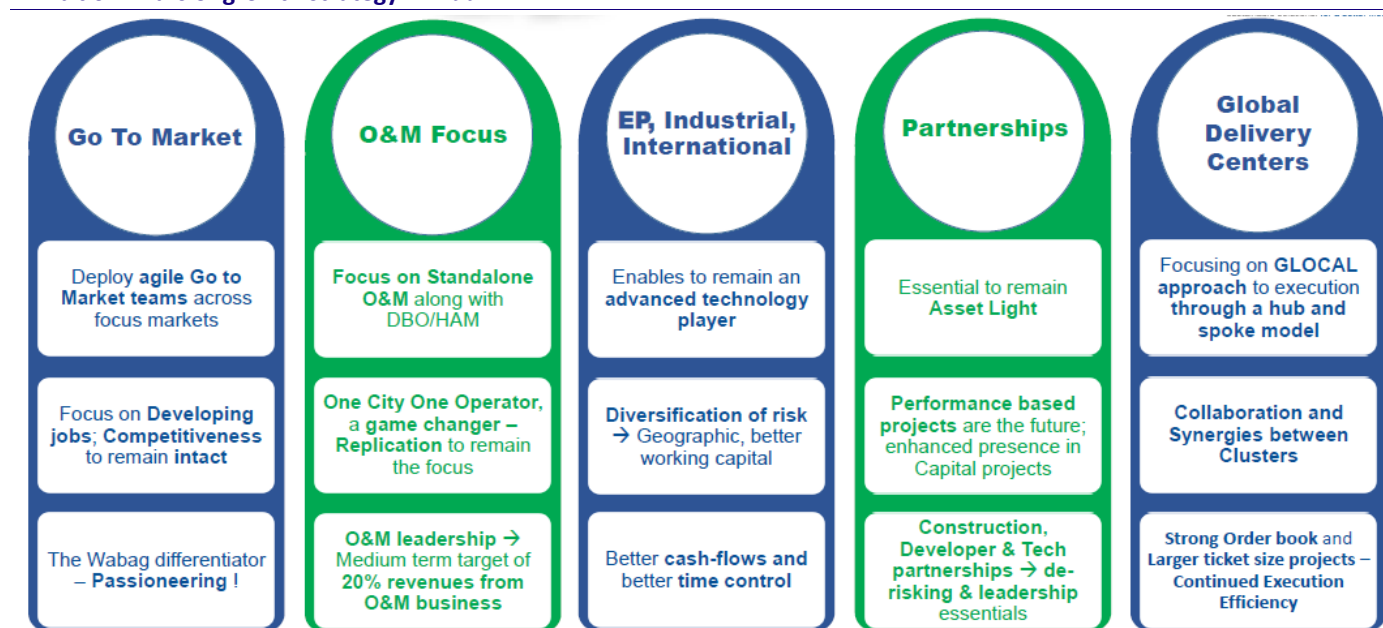 Go To Market
Deploy agile Go to
Market teams across
focus markets
Focus on Developing
jobs; Competitiveness
to remain intact
The Wabag differentiator
– Passioneering !
O&M Focus
Focus on Standalone
O&M along with
DBO/HAM
One City One Operator,
a game changer –
Replication to remain
the focus
O&M leadership →
Medium term target of
20% revenues from
O&M business
EP, Industrial,
International
Enables to remain an
advanced technology
player
Diversification of risk
→ Geographic, better
working capital
Better cash-flows and
better time control
Partnerships
Essential to remain
Asset Light
Performance based
projects are the future;
enhanced presence in
Capital projects
Construction,
Developer & Tech
partnerships → de-
risking & leadership
essentials
Global
Delivery
Centers
Focusing on GLOCAL
approach to execution
through a hub and
spoke model
Collaboration and
Synergies between
Clusters
Strong Order book and
Larger ticket size projects –
Continued Execution
Efficiency